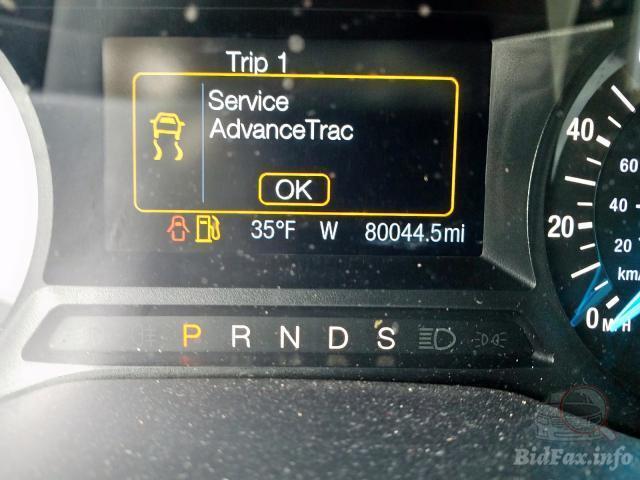 Trip 1
Service
AdvanceTrac
OK
35°F W 80044.5mi
P R N D S
40
20
0 MPH
60
40
20
km/
BidFax.info